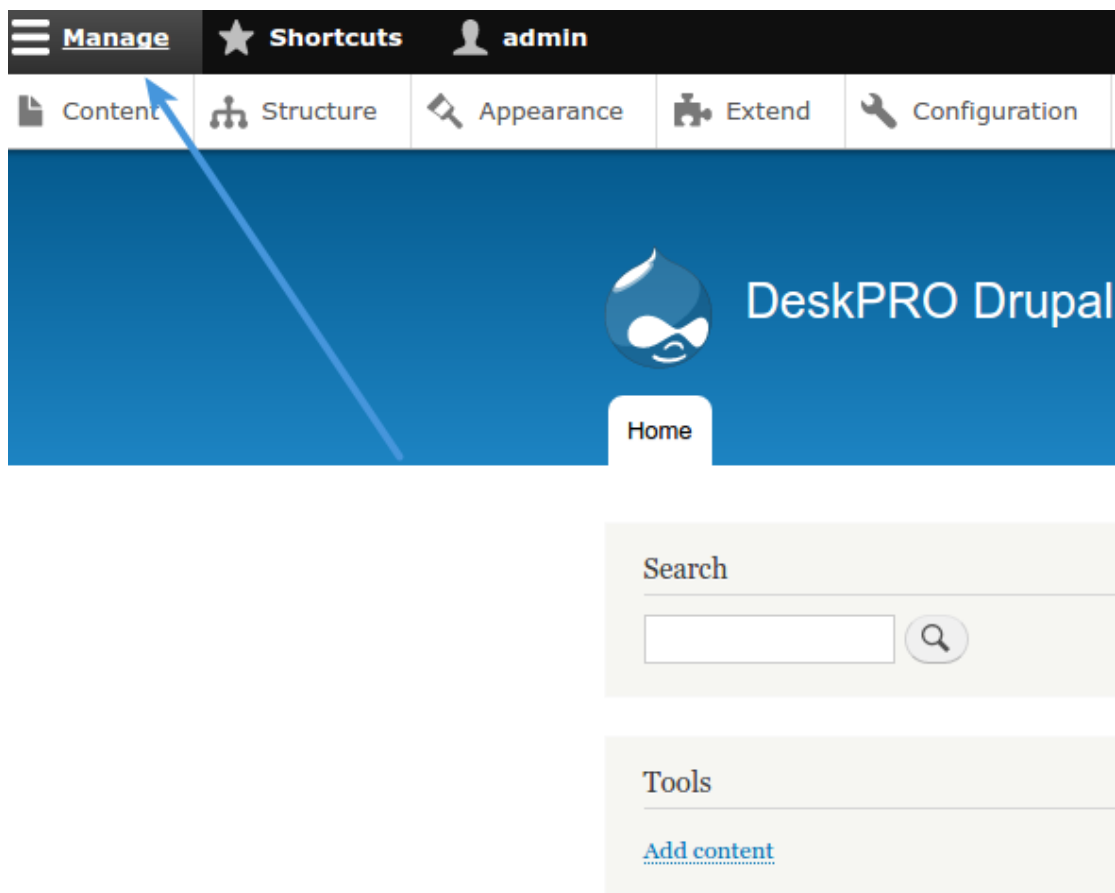 Manage Shortcuts admin
Content Structure Appearance Extend Configuration
DeskPRO Drupal
Home
Search
Tools
Add content